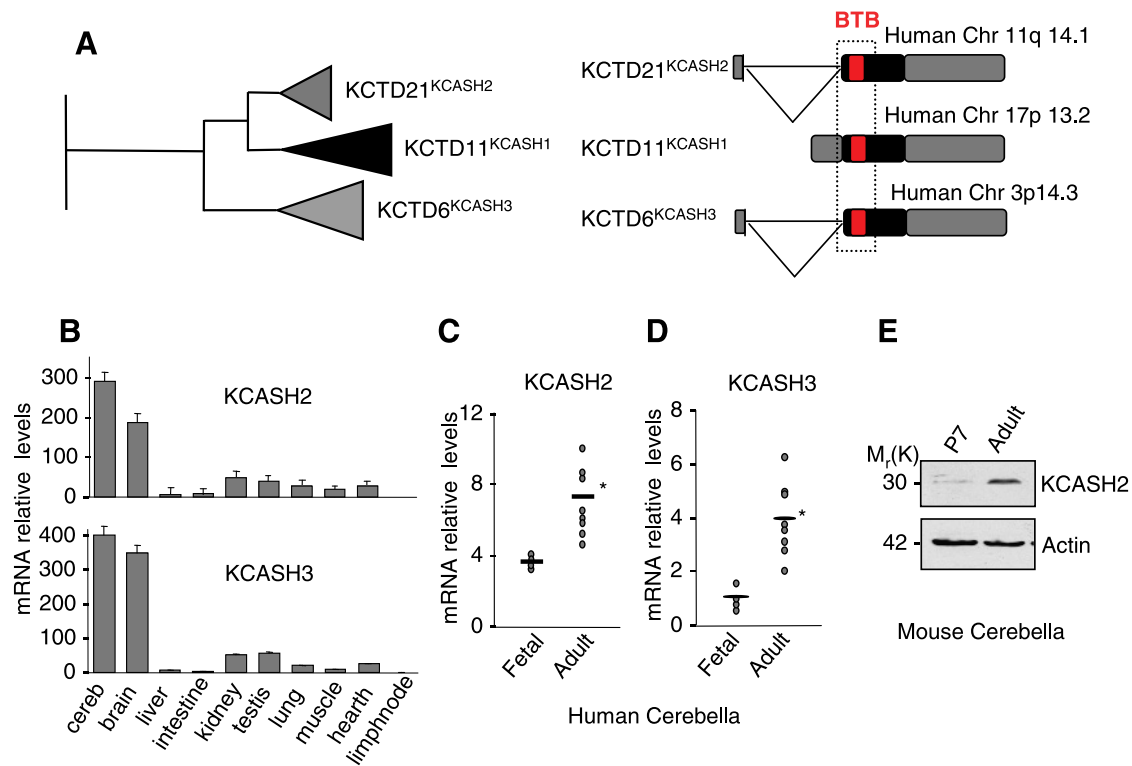 A
KCTD21KCASH2
KCTD11KCASH1
KCTD6KCASH3
BTB
Human Chr 11q 14.1
KCTD21KCASH2
Human Chr 17p 13.2
KCTD11KCASH1
Human Chr 3p14.3
KCTD6KCASH3
B
mRNA relative levels
KCASH2
300
200
100
0
KCASH3
400
300
200
100
0
cereb
brain
liver
intestine
kidney
testis
lung
muscle
hearth
limphnode
C
KCASH2
mRNA relative levels
12
8
4
0
*
Fetal
Adult
D
KCASH3
mRNA relative levels
8
6
4
2
0
*
Fetal
Adult
Human Cerebella
E
P7
Adult
Mr(K)
30
KCASH2
42
Actin
Mouse Cerebella